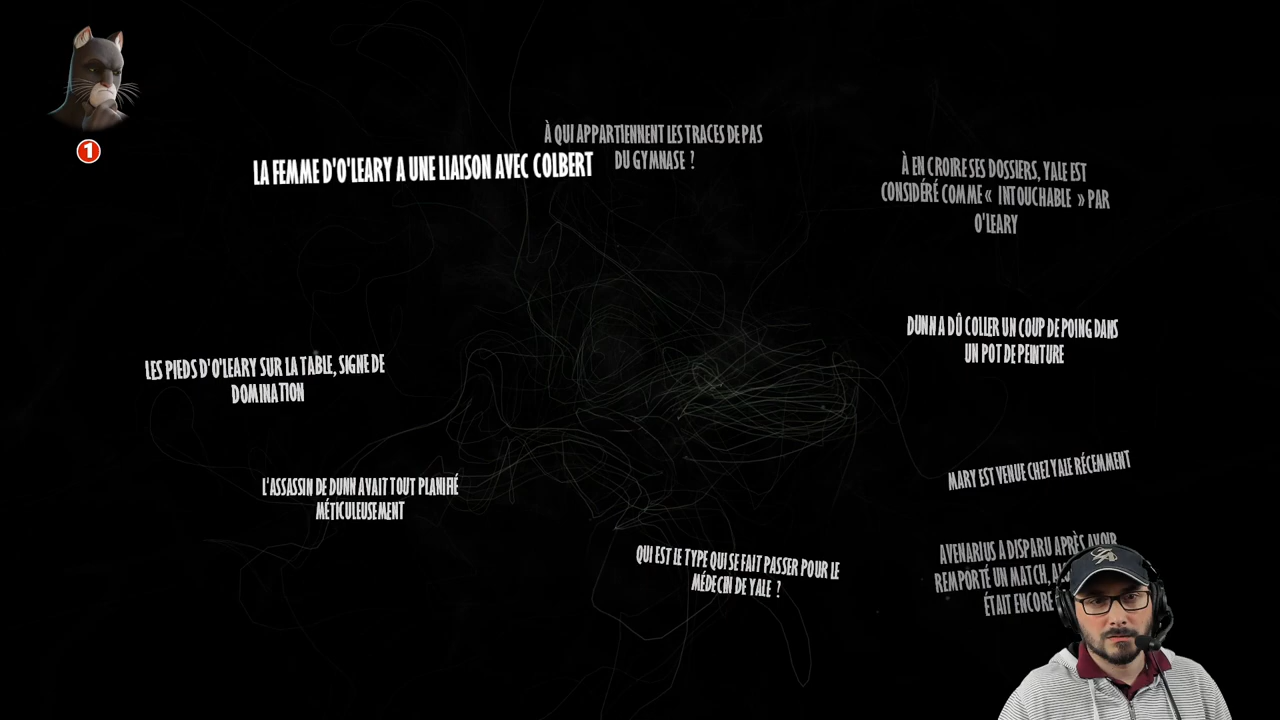 À QUI APPARTIENNENT LES TRACES DE PAS
DU GYMNASE ?
LA FEMME D'O'LEARY A UNE LIAISON AVEC COLBERT
À EN CROIRE SES DOSSIERS, YALE EST
CONSIDÉRÉ COMME « INTOUCHABLE » PAR
O'LEARY
1
DUNN A DÛ COLLER UN COUP DE POING DANS
UN POT DE PEINTURE
LES PIEDS D'O'LEARY SUR LA TABLE, SIGNE DE
DOMINATION
MARY EST VENUE CHEZ YALE RÉCEMMENT
L'ASSASSIN DE DUNN AVAIT TOUT PLANIFIÉ
MÉTICULEUSEMENT
QUI EST LE TYPE QUI SE FAIT PASSER POUR LE
MÉDECIN DE YALE ?
AVENARIUS A DISPARU APRÈS AVOIR
REMPORTÉ UN MATCH,
ÉTAIT ENCORE